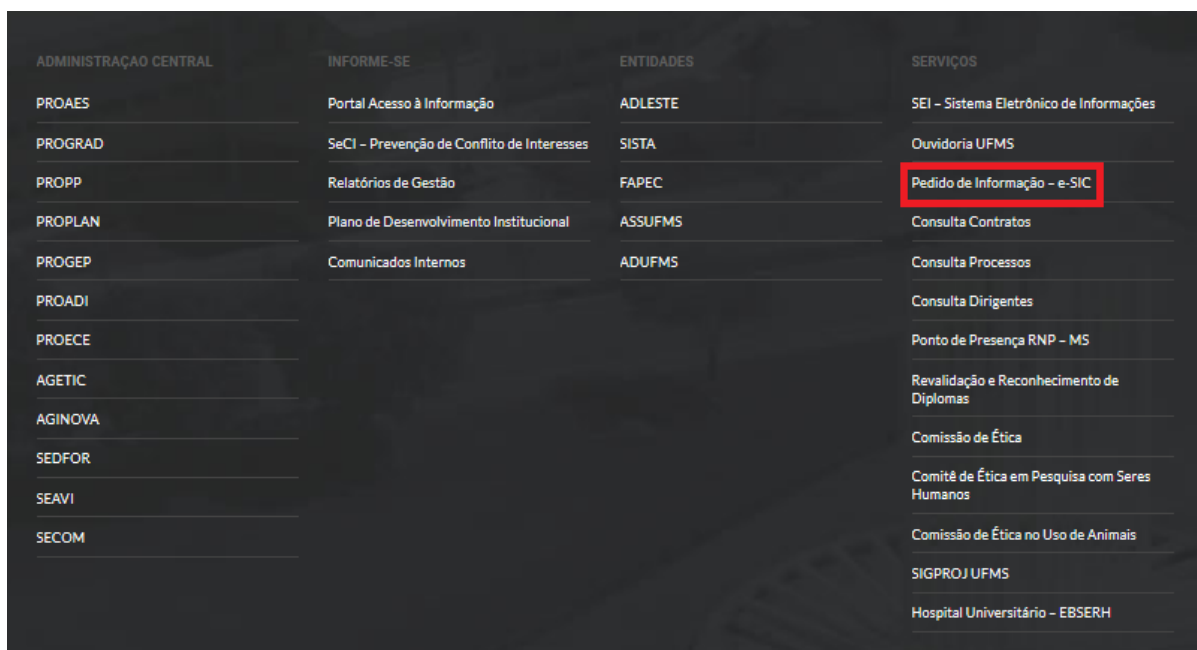 ADMINISTRAÇAO CENTRAL
PROAES
PROGRAD
PROPP
PROPLAN
PROGEP
PROADI
PROECE
AGETIC
AGINOVA
SEDFOR
SEAVI
SECOM
INFORME-SE
Portal Acesso à Informação
SeCI – Prevenção de Conflito de Interesses
Relatórios de Gestão
Plano de Desenvolvimento Institucional
Comunicados Internos
ENTIDADES
ADLESTE
SISTA
FAPEC
ASSUFMS
ADUFMS
SERVIÇOS
SEI – Sistema Eletrônico de Informações
Ouvidoria UFMS
Pedido de Informação – e-SIC
Consulta Contratos
Consulta Processos
Consulta Dirigentes
Ponto de Presença RNP – MS
Revalidação e Reconhecimento de
Diplomas
Comissão de Ética
Comitê de Ética em Pesquisa com Seres
Humanos
Comissão de Ética no Uso de Animais
SIGPROJ UFMS
Hospital Universitário – EBSERH